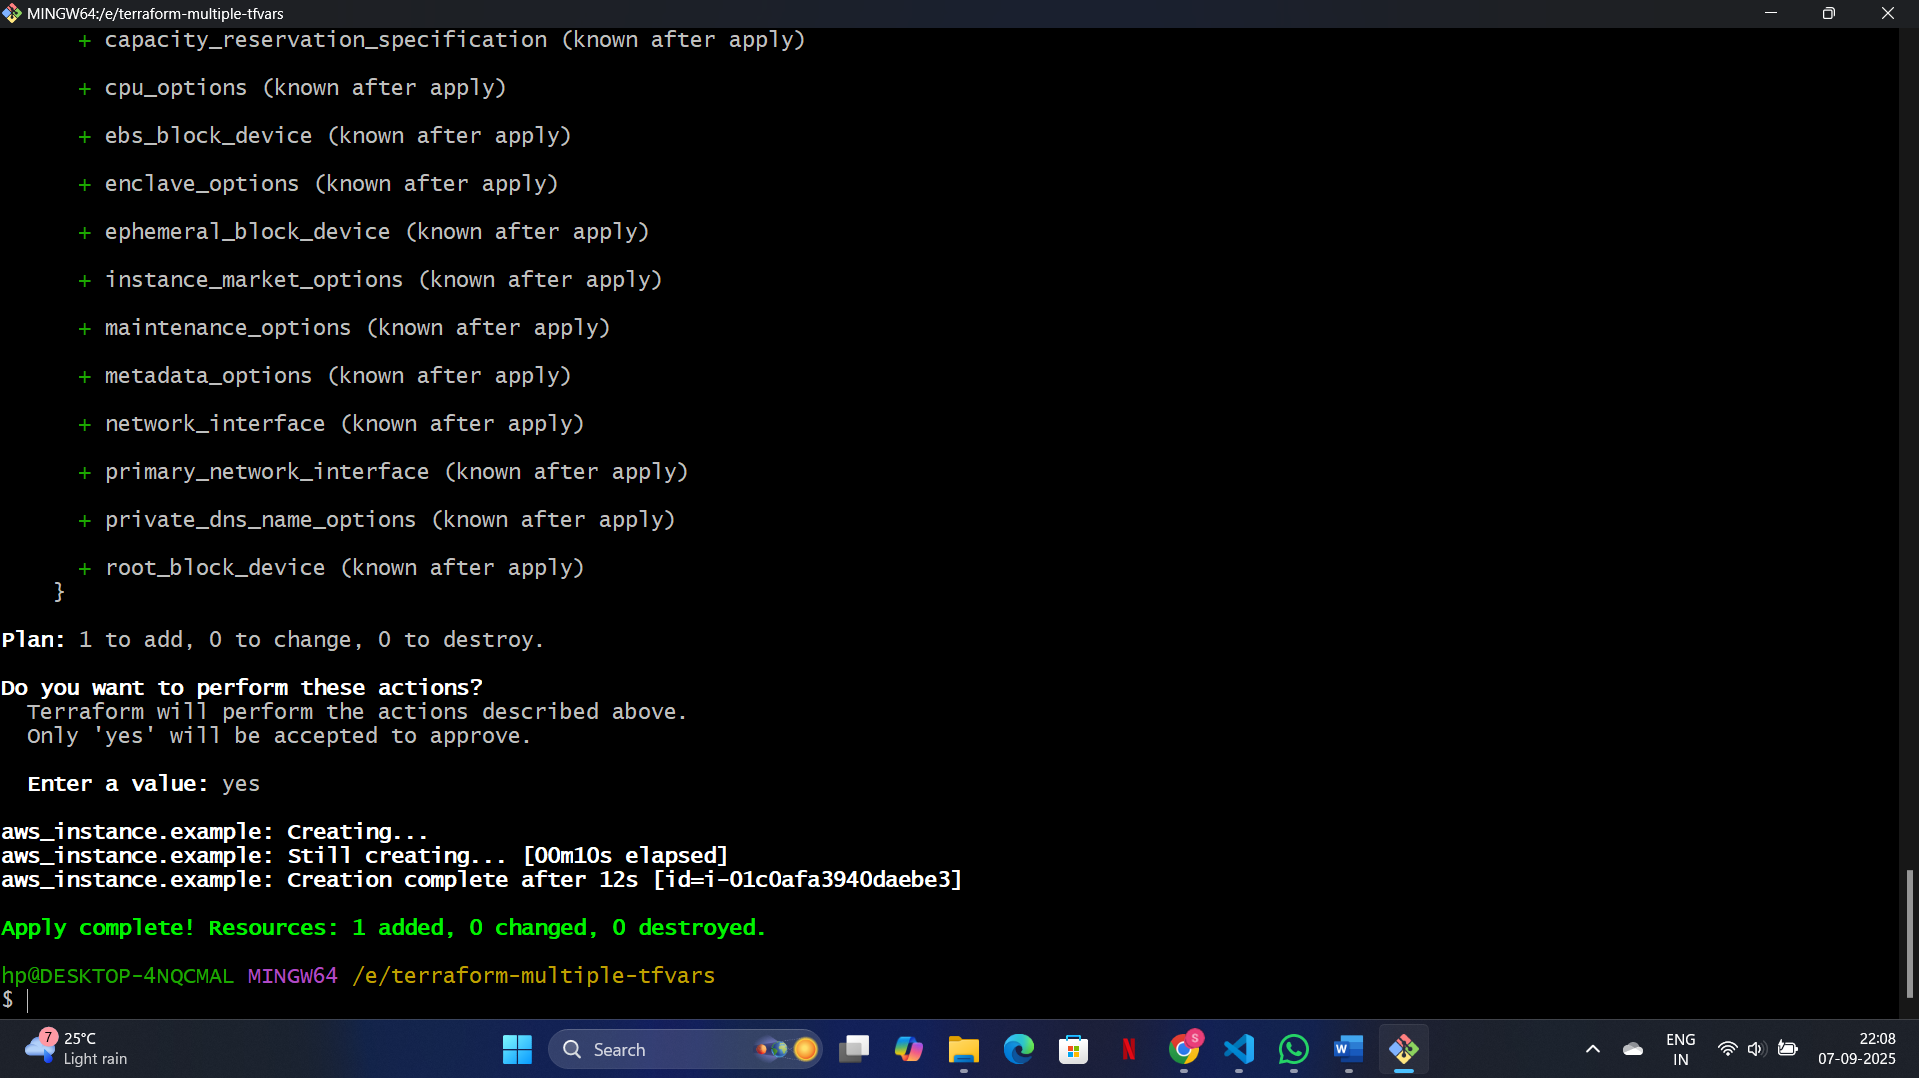 MINGW64:/e/terraform-multiple-tfvars
+ capacity_reservation_specification (known after apply)
+ cpu_options (known after apply)
+ ebs_block_device (known after apply)
+ enclave_options (known after apply)
+ ephemeral_block_device (known after apply)
+ instance_market_options (known after apply)
+ maintenance_options (known after apply)
+ metadata_options (known after apply)
+ network_interface (known after apply)
+ primary_network_interface (known after apply)
+ private_dns_name_options (known after apply)
+ root_block_device (known after apply)
}
Plan: 1 to add, 0 to change, 0 to destroy.
Do you want to perform these actions?
Terraform will perform the actions described above.
Only 'yes' will be accepted to approve.
Enter a value: yes
aws_instance.example: Creating...
aws_instance.example: Still creating... [00m10s elapsed]
aws_instance.example: Creation complete after 12s [id=i-01c0afa3940daebe3]
Apply complete! Resources: 1 added, 0 changed, 0 destroyed.
hp@DESKTOP-4NQCMAL MINGW64 /e/terraform-multiple-tfvars
$
7
25°C
Light rain
Search
N
S
W
ENG
IN
22:08
07-09-2025